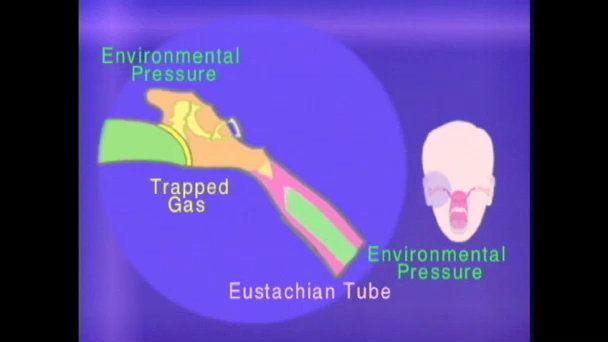 Environmental
Pressure
Trapped
Gas
Environmental
Pressure
Eustachian Tube